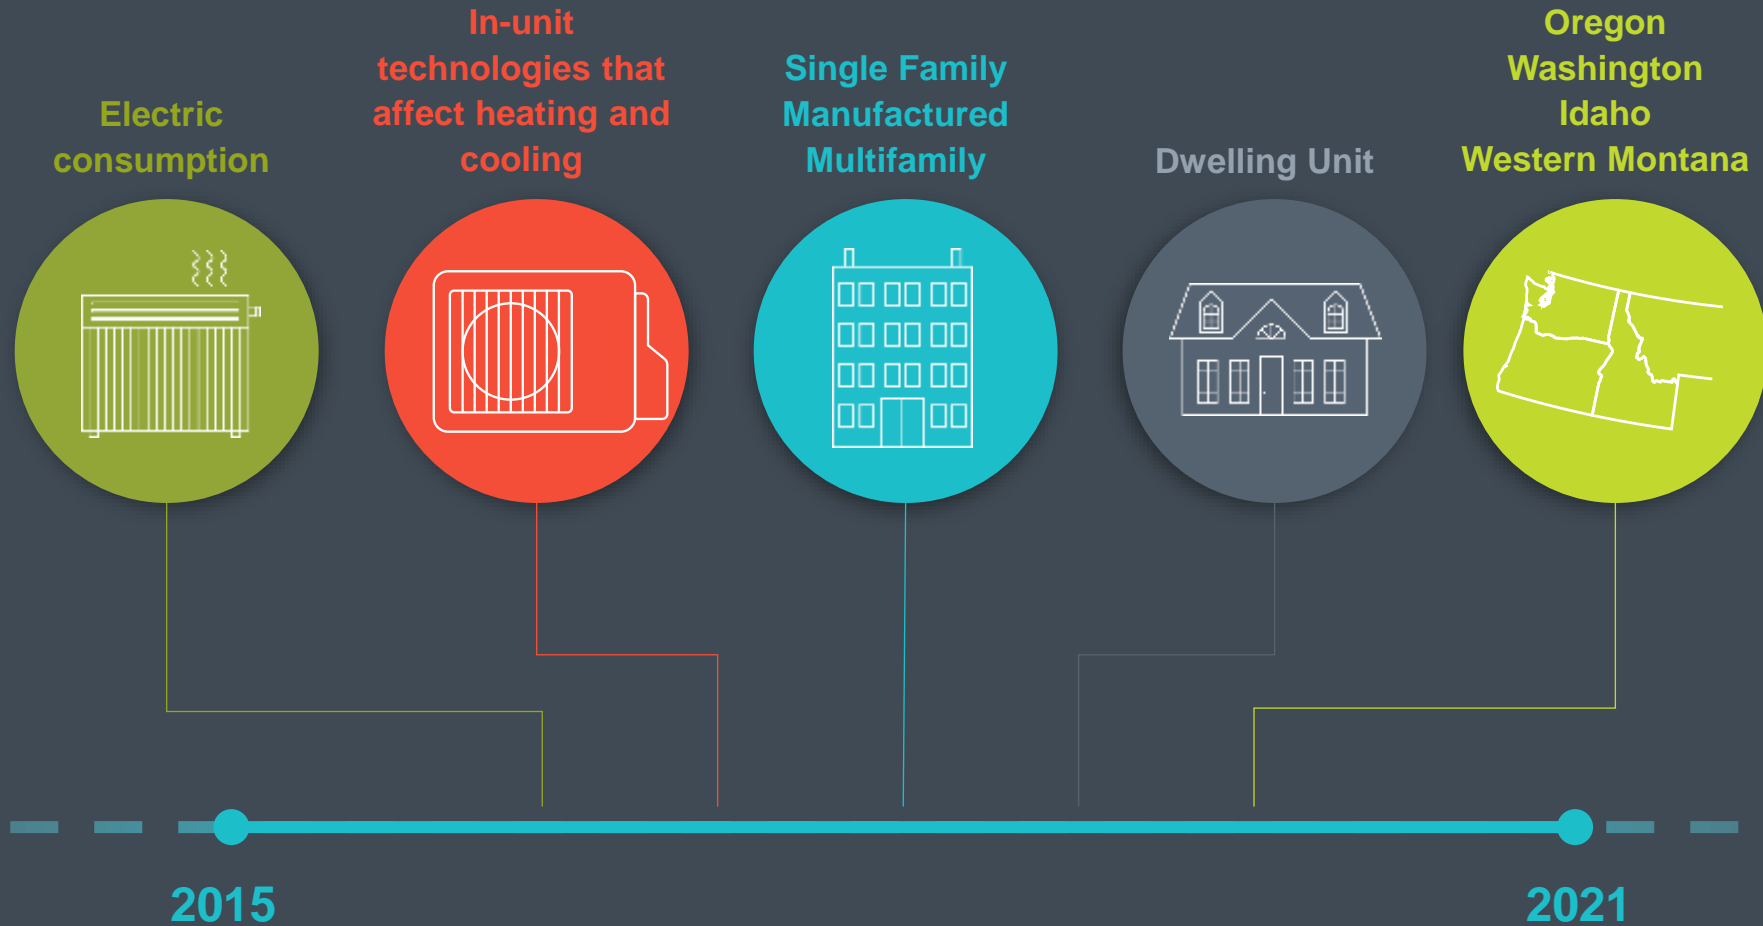 Electric
consumption
In-unit
technologies that
affect heating and
cooling
Single Family
Manufactured
Multifamily
Dwelling Unit
Oregon
Washington
Idaho
Western Montana
2015
2021